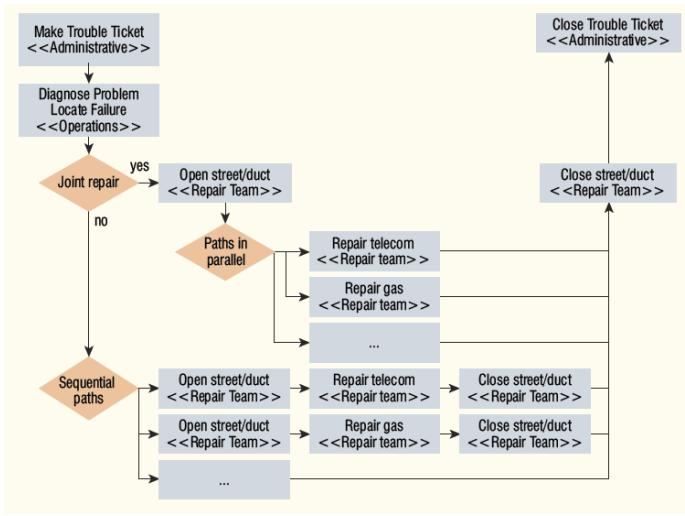 Make Trouble Ticket
<<Administrative>>
Close Trouble Ticket
<<Administrative>>
Diagnose Problem
Locate Failure
<<Operations>>
Joint repair
yes
no
Open street/duct
<<Repair Team>>
Close street/duct
<<Repair Team>>
Paths in
parallel
Repair telecom
<<Repair team>>
Repair gas
<<Repair team>>
...
Sequential
paths
Open street/duct
<<Repair Team>>
Repair telecom
<<Repair team>>
Close street/duct
<<Repair Team>>
Open street/duct
<<Repair Team>>
Repair gas
<<Repair team>>
Close street/duct
<<Repair Team>>
...